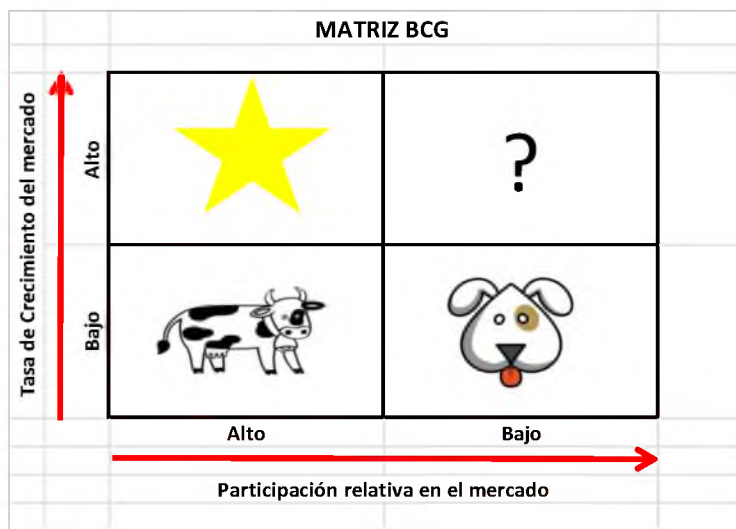 MATRIZ BCG
Tasa de Crecimiento del mercado
Alto
?
Bajo
Alto
Bajo
Participación relativa en el mercado